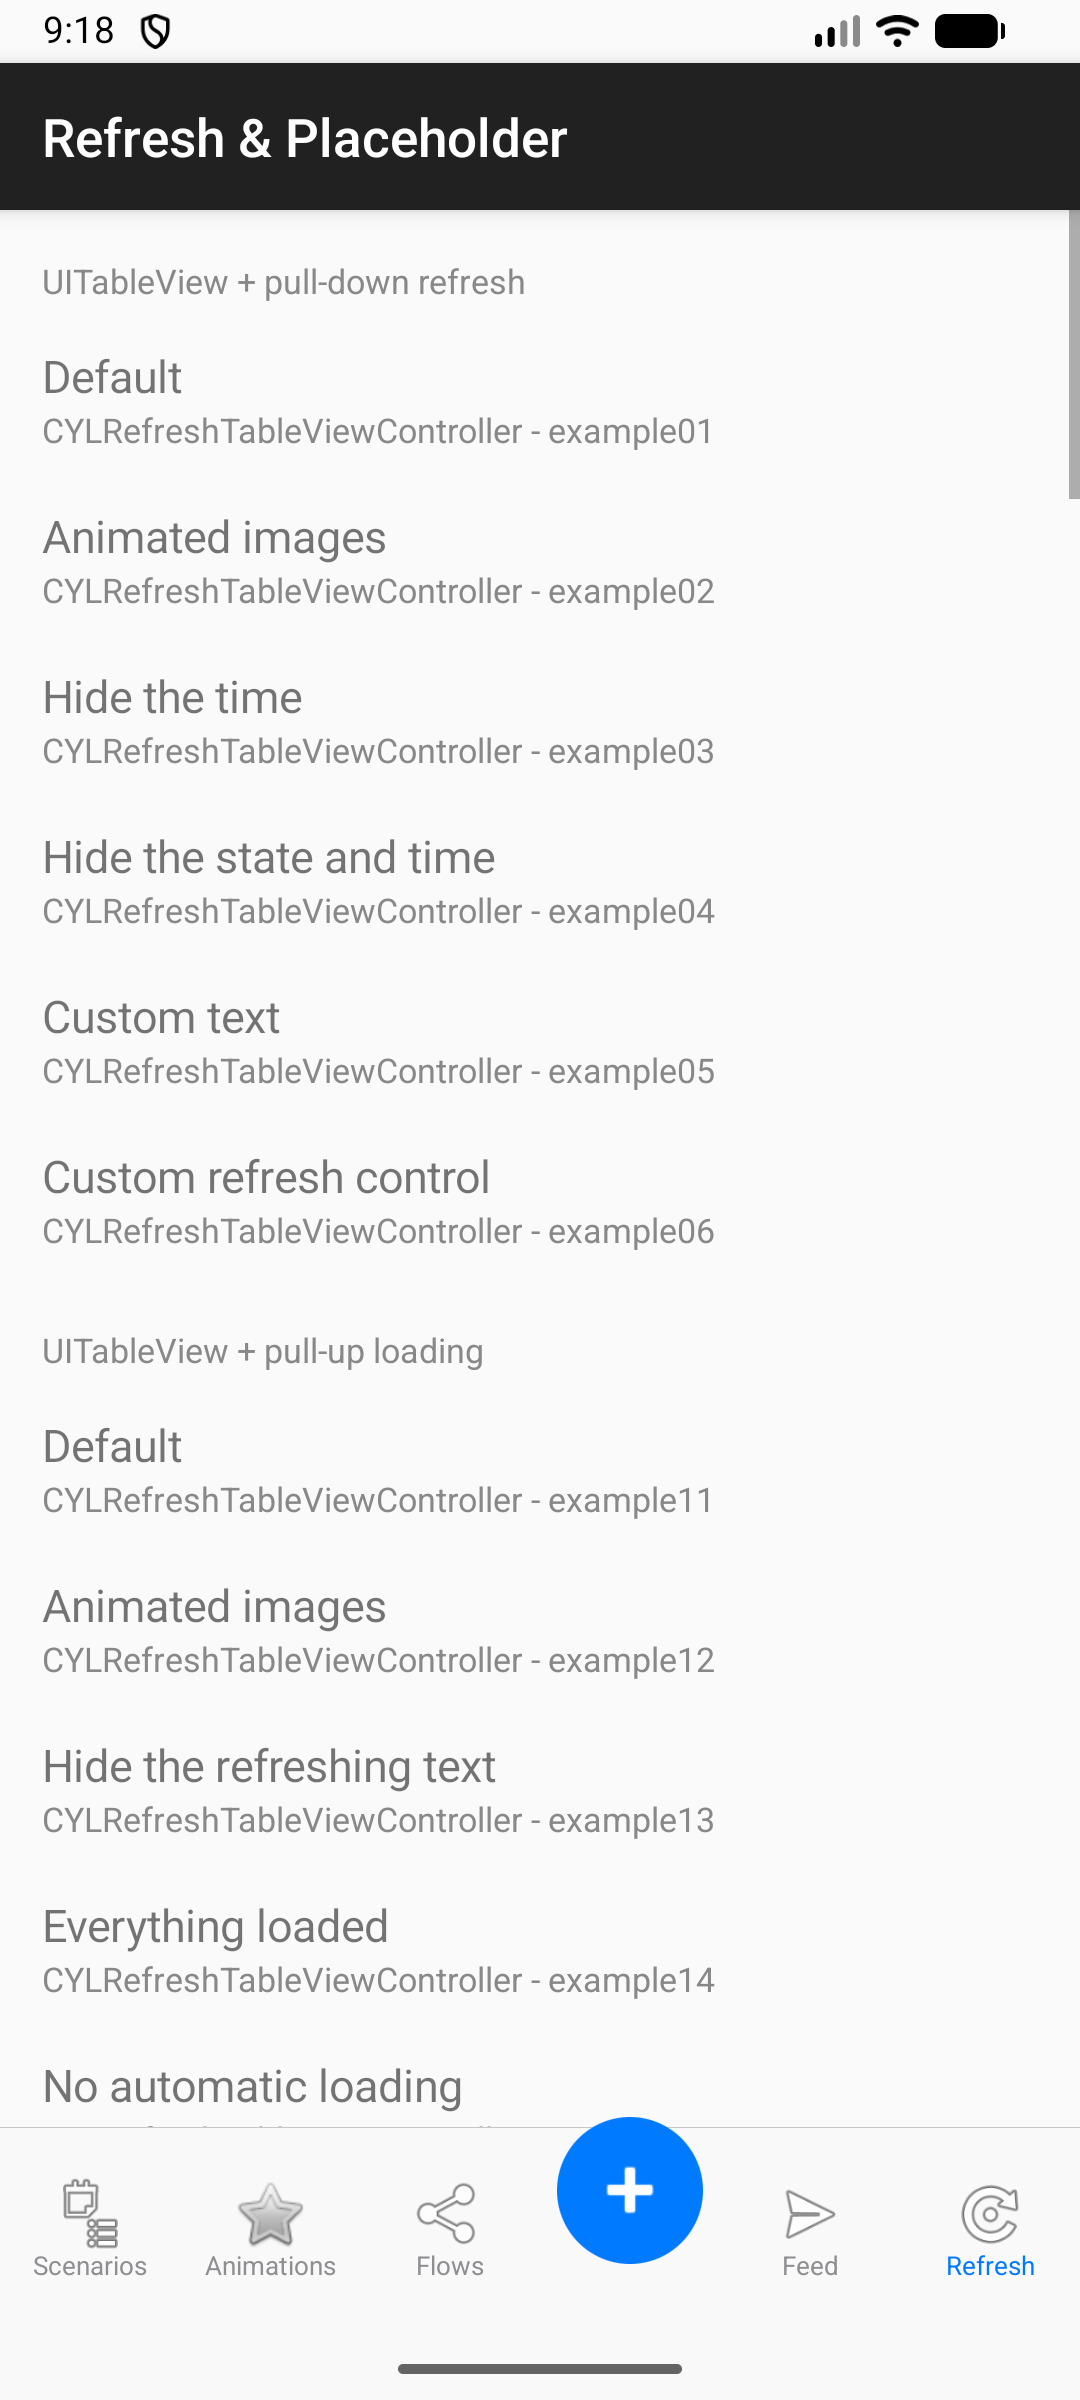 9:18
Refresh & Placeholder
UITableView + pull-down refresh
Default
CYLRefreshTableViewController - example01
Animated images
CYLRefreshTableViewController - example02
Hide the time
CYLRefreshTableViewController - example03
Hide the state and time
CYLRefreshTableViewController - example04
Custom text
CYLRefreshTableViewController - example05
Custom refresh control
CYLRefreshTableViewController - example06
UITableView + pull-up loading
Default
CYLRefreshTableViewController - example11
Animated images
CYLRefreshTableViewController - example12
Hide the refreshing text
CYLRefreshTableViewController - example13
Everything loaded
CYLRefreshTableViewController - example14
No automatic loading
Scenarios
Animations
Flows
Feed
Refresh